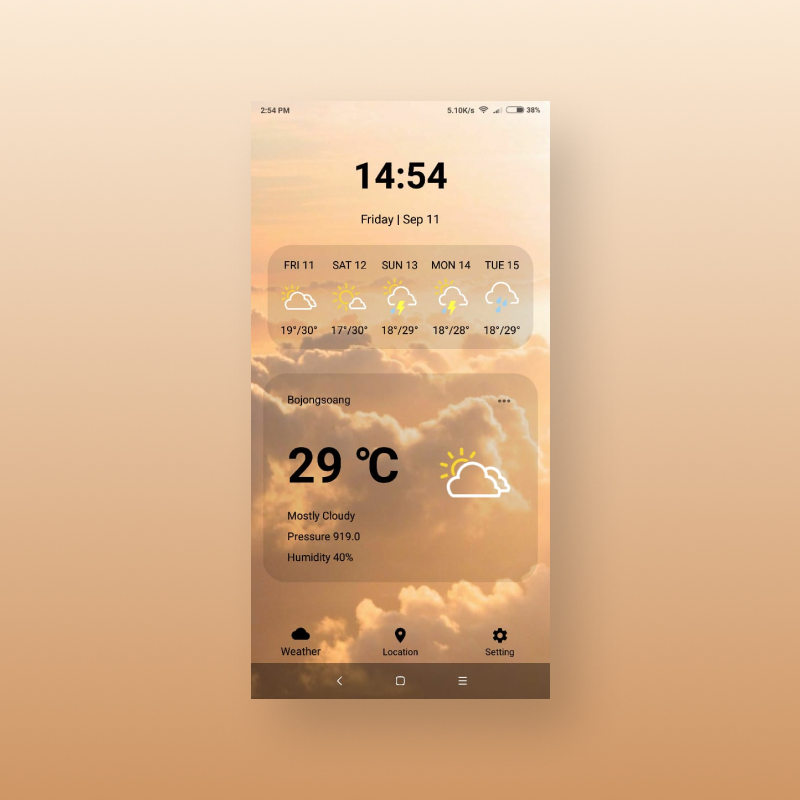 2:54 PM 5.10K/s 38%
14:54
Friday | Sep 11
FRI 11 SAT 12 SUN 13 MON 14 TUE 15
19°/30° 17°/30° 18°/29° 18°/28° 18°/29°
Bojongsoang
29 °C
Mostly Cloudy
Pressure 919.0
Humidity 40%
Weather Location Setting